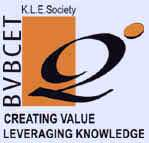 K.L.E Society
BVBCET
CREATING VALUE
LEVERAGING KNOWLEDGE